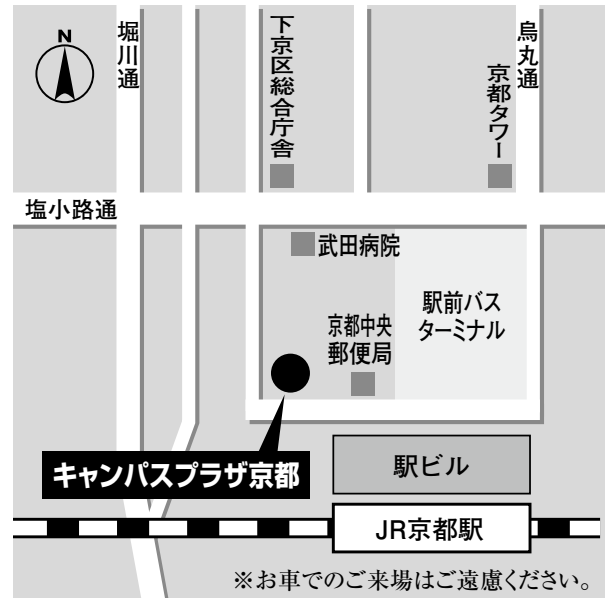 N
堀川通
下京区総合庁舎
烏丸通
京都タワー
塩小路通
武田病院
駅前バス
ターミナル
京都中央
郵便局
キャンパスプラザ京都
駅ビル
JR京都駅
※お車でのご来場はご遠慮ください。